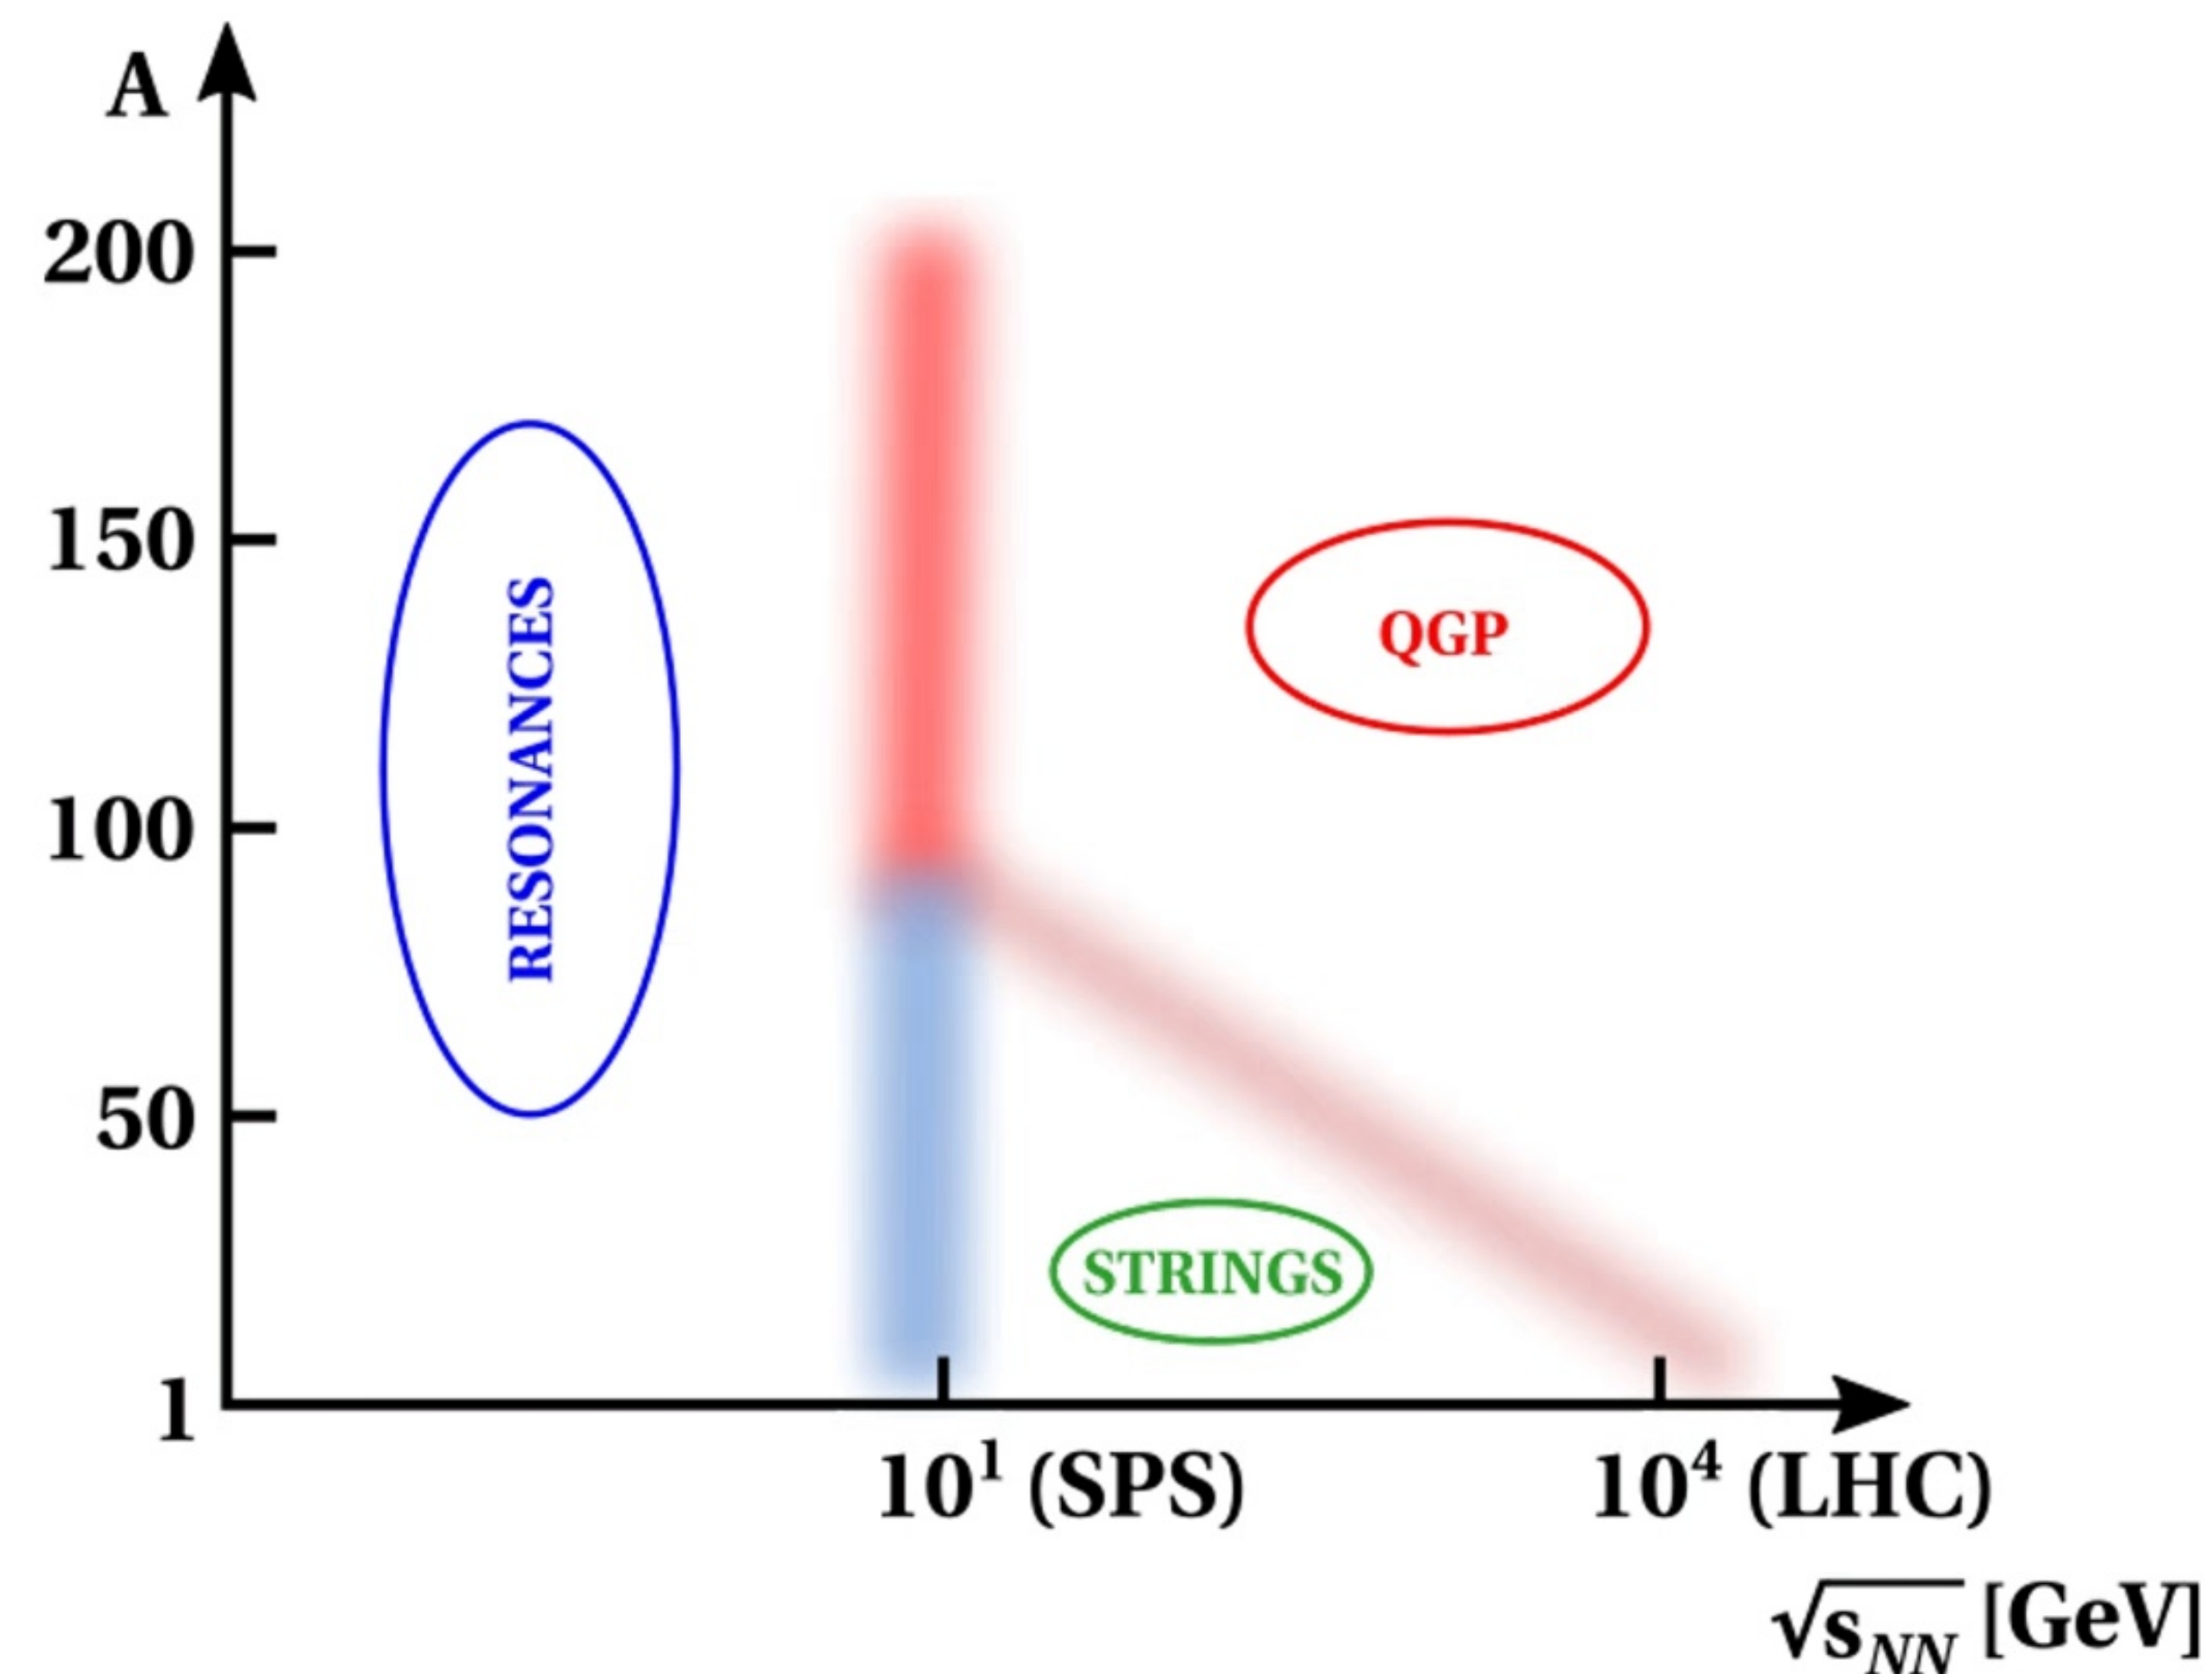 A
200
150
100
50
1
RESONANCES
QGP
STRINGS
10¹ (SPS)
10⁴ (LHC)
√s_NN [GeV]